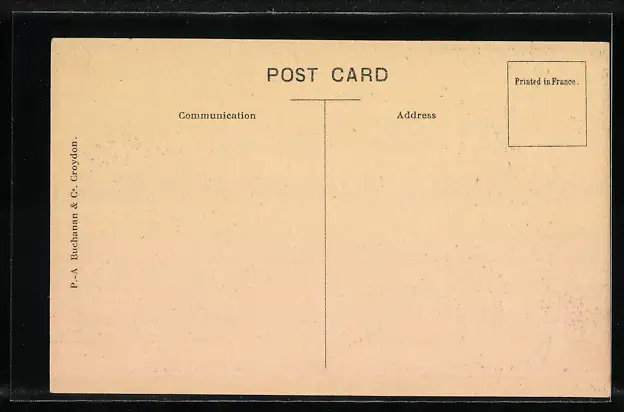 POST CARD
Printed in France.
Communication
Address
P.-A Buchanan & Co. Croydon.